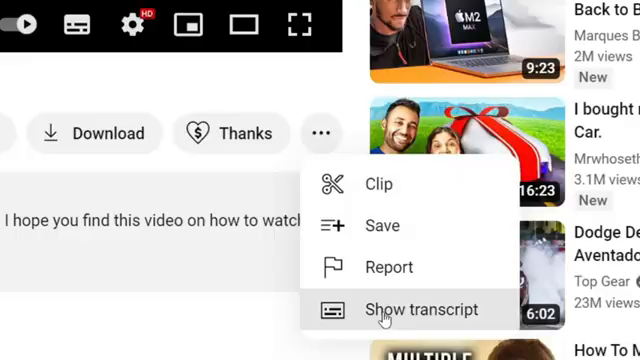 HD
M2
MAX
9:23
Back to B
Marques B
2M views
New
Download
Thanks
I bought
Car.
Mrwhoseth
3.1M views
New
16:23
Clip
I hope you find this video on how to watch
Save
Report
Show transcript
Dodge De
Aventado
Top Gear
23M views
6:02
MULTIPLE
How To M